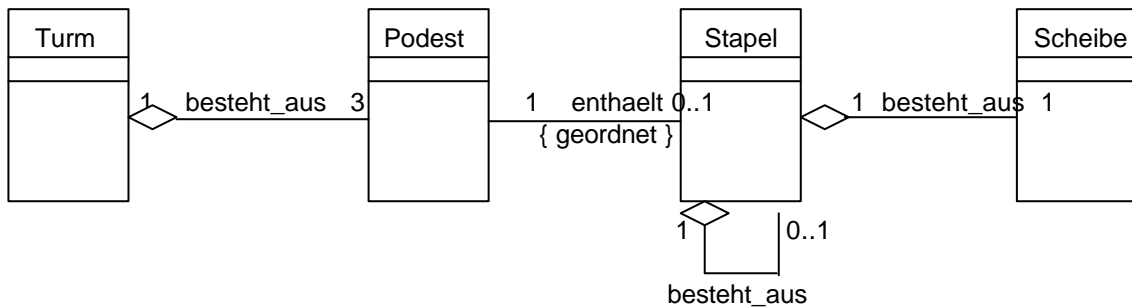 Turm Podest Stapel Scheibe
1 besteht_aus 3 1 enthaelt 0..1 1 besteht_aus 1
{ geordnet }
1 0..1
besteht_aus